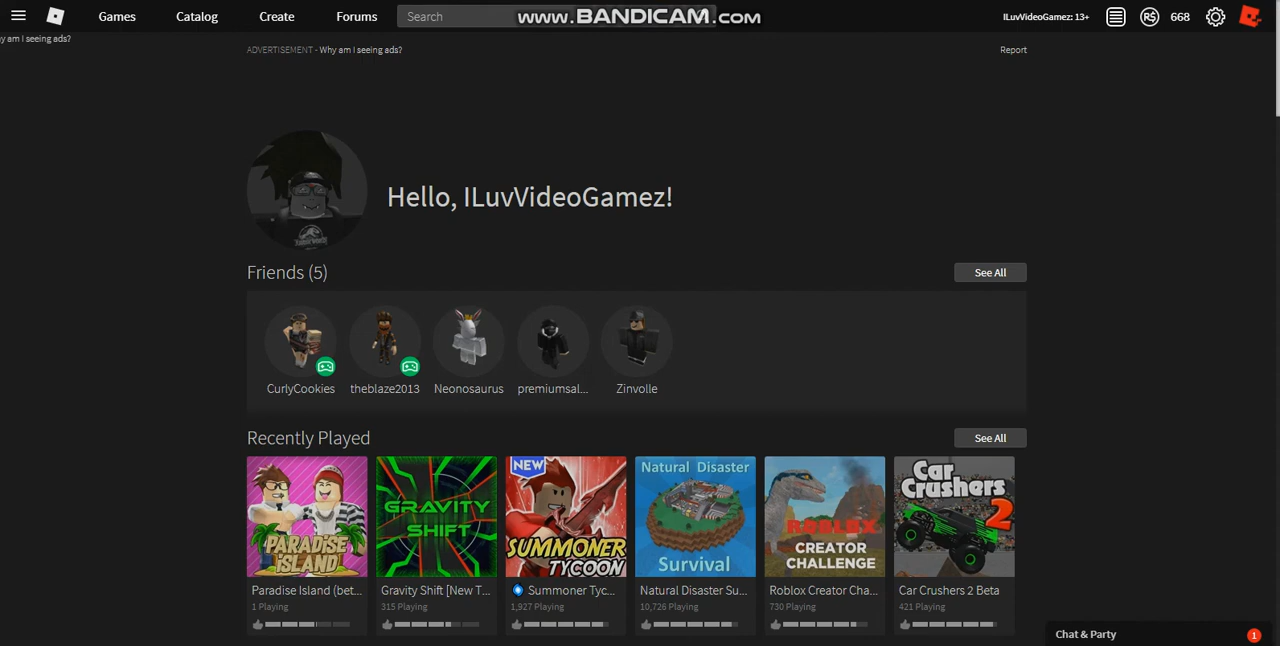 Games Catalog Create Forums Search www.BANDICAM.com ILuvVideoGamez: 13+ R$ 668
y am I seeing ads?
ADVERTISEMENT - Why am I seeing ads? Report
Hello, ILuvVideoGamez!
Friends (5) See All
CurlyCookies theblaze2013 Neonosaurus premiumsal... Zinvolle
Recently Played See All
PARADISE ISLAND
GRAVITY SHIFT
NEW SUMMONER TYCOON
Natural Disaster Survival
ROBLOX CREATOR CHALLENGE
Car Crushers 2
Paradise Island (bet... Gravity Shift [New T... Summoner Tyc... Natural Disaster Su... Roblox Creator Cha... Car Crushers 2 Beta
1 Playing 315 Playing 1,927 Playing 10,726 Playing 730 Playing 421 Playing
Chat & Party 1